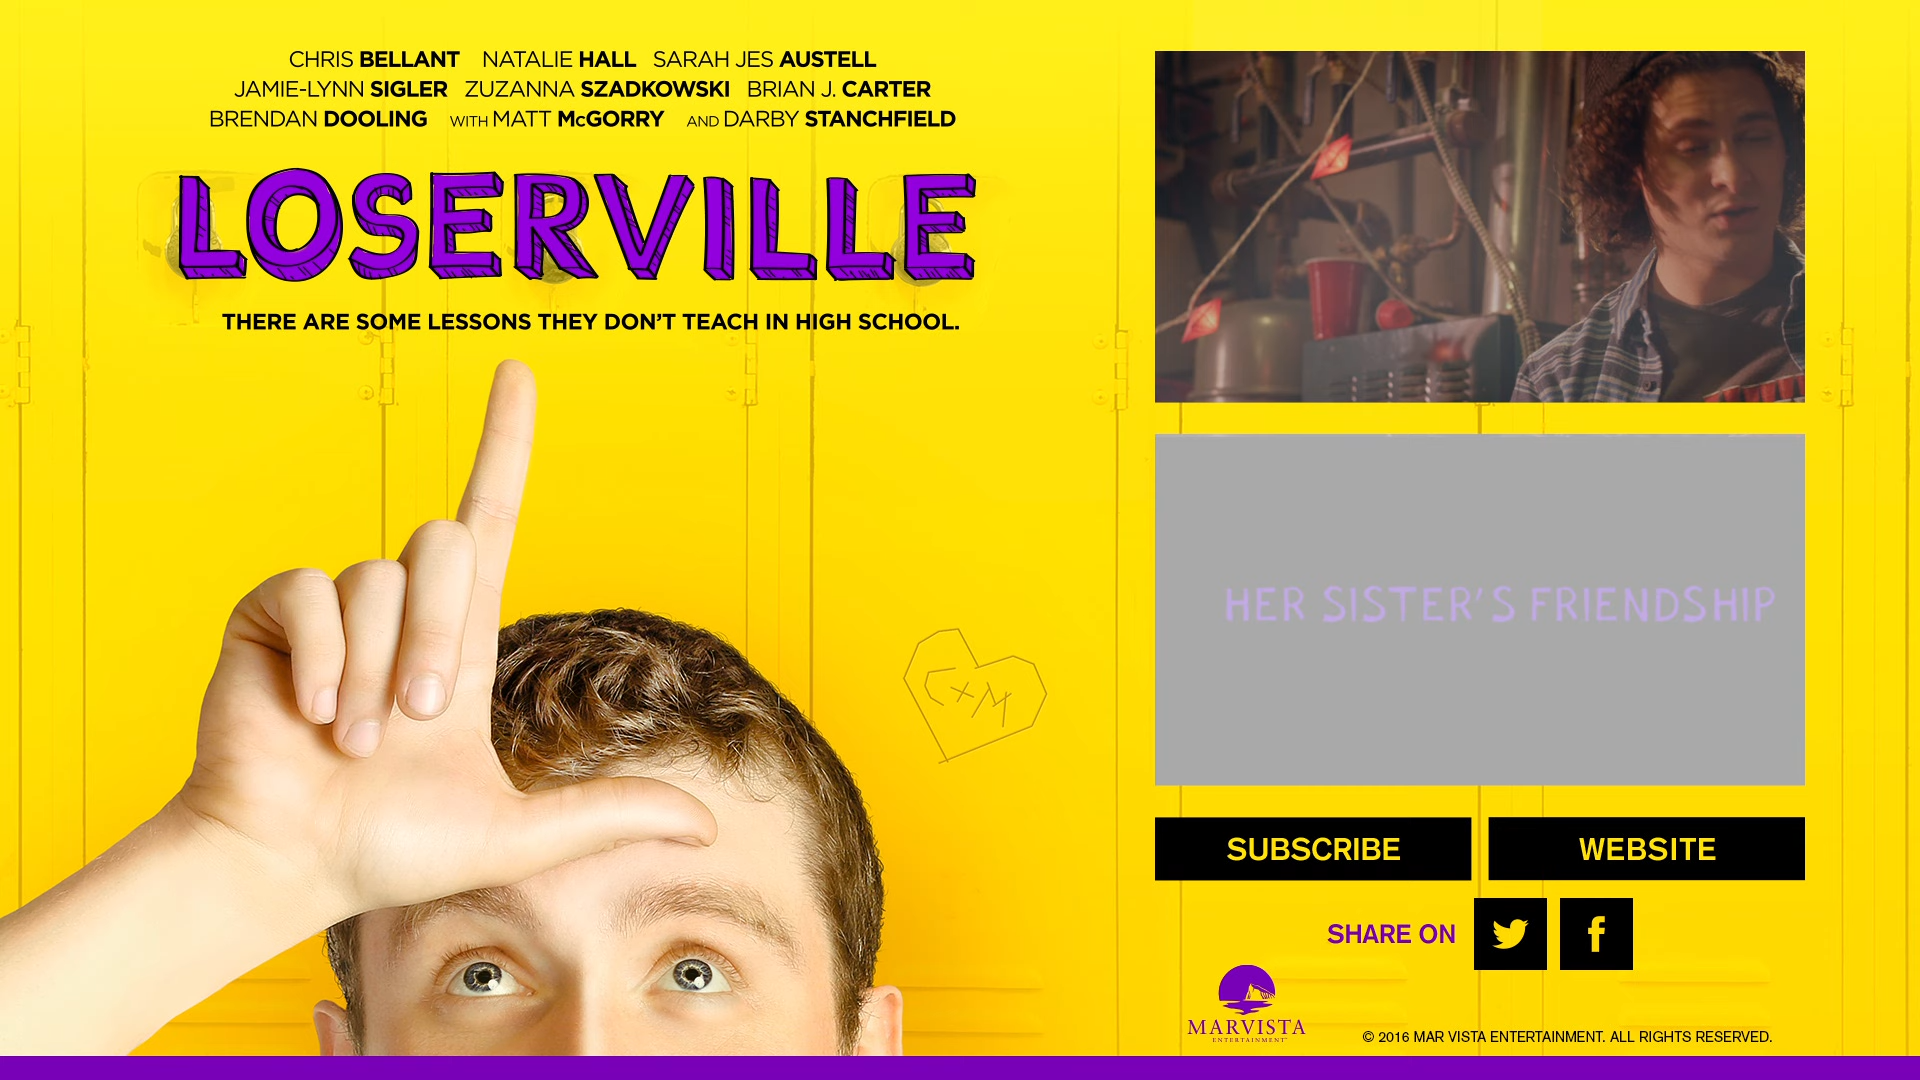 CHRIS BELLANT NATALIE HALL SARAH JES AUSTELL
JAMIE-LYNN SIGLER ZUZANNA SZADKOWSKI BRIAN J. CARTER
BRENDAN DOOLING WITH MATT McGORRY AND DARBY STANCHFIELD
LOSERVILLE
THERE ARE SOME LESSONS THEY DON'T TEACH IN HIGH SCHOOL.
C+M
HER SISTER'S FRIENDSHIP
SUBSCRIBE
WEBSITE
SHARE ON
MARVISTA
ENTERTAINMENT
© 2016 MAR VISTA ENTERTAINMENT. ALL RIGHTS RESERVED.